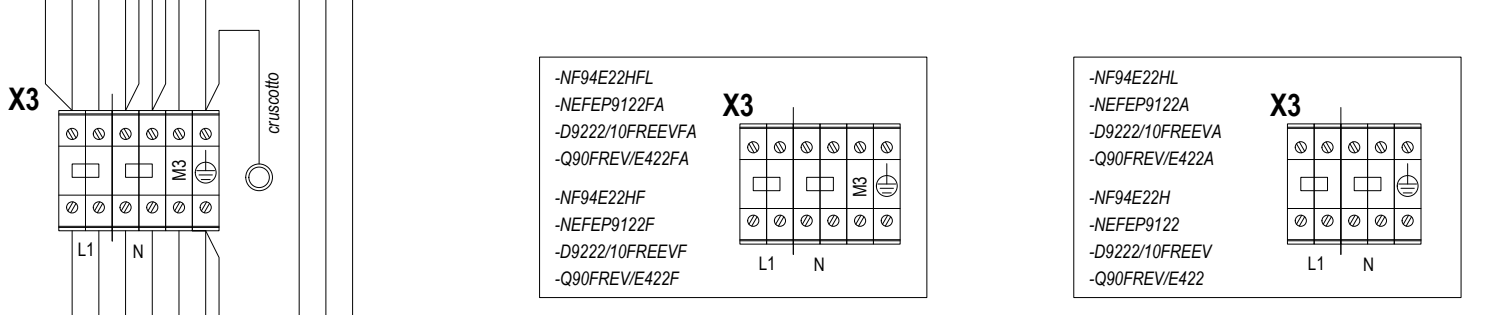 X3
cruscotto
M3
L1 N
-NF94E22HFL
-NEFEP9122FA
-D9222/10FREEVFA
-Q90FREV/E422FA
-NF94E22HF
-NEFEP9122F
-D9222/10FREEVF
-Q90FREV/E422F
X3
M3
L1 N
-NF94E22HL
-NEFEP9122A
-D9222/10FREEVA
-Q90FREV/E422A
-NF94E22H
-NEFEP9122
-D9222/10FREEV
-Q90FREV/E422
X3
L1 N